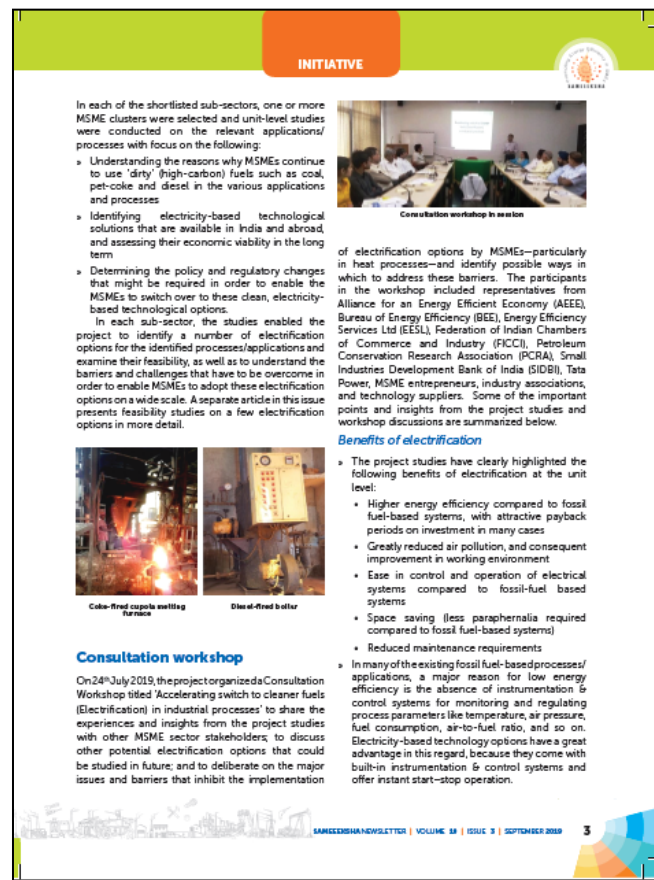 INITIATIVE
SAMEEEKSHA
In each of the shortlisted sub-sectors, one or more
MSME clusters were selected and unit-level studies
were conducted on the relevant applications/
processes with focus on the following:
» Understanding the reasons why MSMEs continue
to use 'dirty' (high-carbon) fuels such as coal,
pet-coke and diesel in the various applications
and processes
» Identifying electricity-based technological
solutions that are available in India and abroad,
and assessing their economic viability in the long
term
» Determining the policy and regulatory changes
that might be required in order to enable the
MSMEs to switch over to these clean, electricity-
based technological options.
In each sub-sector, the studies enabled the
project to identify a number of electrification
options for the identified processes/applications and
examine their feasibility, as well as to understand the
barriers and challenges that have to be overcome in
order to enable MSMEs to adopt these electrification
options on a wide scale. A separate article in this issue
presents feasibility studies on a few electrification
options in more detail.
Coke-fired cupola melting
furnace
Diesel-fired boiler
Consultation workshop
On 24th July 2019, the project organized a Consultation
Workshop titled 'Accelerating switch to cleaner fuels
(Electrification) in industrial processes' to share the
experiences and insights from the project studies
with other MSME sector stakeholders; to discuss
other potential electrification options that could
be studied in future; and to deliberate on the major
issues and barriers that inhibit the implementation
Consultation workshop in session
of electrification options by MSMEs—particularly
in heat processes—and identify possible ways in
which to address these barriers. The participants
in the workshop included representatives from
Alliance for an Energy Efficient Economy (AEEE),
Bureau of Energy Efficiency (BEE), Energy Efficiency
Services Ltd (EESL), Federation of Indian Chambers
of Commerce and Industry (FICCI), Petroleum
Conservation Research Association (PCRA), Small
Industries Development Bank of India (SIDBI), Tata
Power, MSME entrepreneurs, industry associations,
and technology suppliers. Some of the important
points and insights from the project studies and
workshop discussions are summarized below.
Benefits of electrification
» The project studies have clearly highlighted the
following benefits of electrification at the unit
level:
• Higher energy efficiency compared to fossil
fuel-based systems, with attractive payback
periods on investment in many cases
• Greatly reduced air pollution, and consequent
improvement in working environment
• Ease in control and operation of electrical
systems compared to fossil-fuel based
systems
• Space saving (less paraphernalia required
compared to fossil fuel-based systems)
• Reduced maintenance requirements
» In many of the existing fossil fuel-based processes/
applications, a major reason for low energy
efficiency is the absence of instrumentation &
control systems for monitoring and regulating
process parameters like temperature, air pressure,
fuel consumption, air-to-fuel ratio, and so on.
Electricity-based technology options have a great
advantage in this regard, because they come with
built-in instrumentation & control systems and
offer instant start–stop operation.
SAMEEEKSHA NEWSLETTER | VOLUME 10 | ISSUE 3 | SEPTEMBER 2019 3